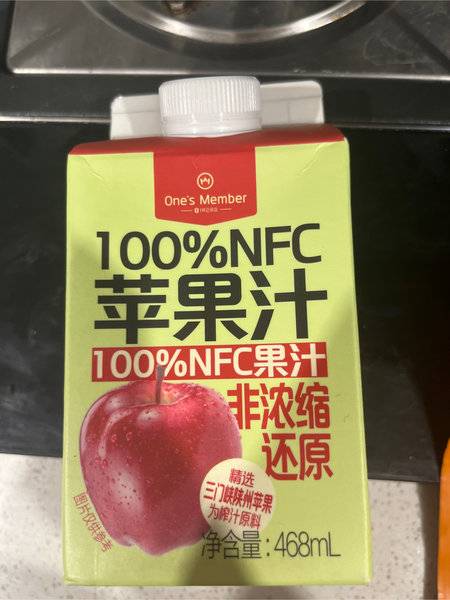 One's Member
100%NFC
苹果汁
100%NFC果汁
非浓缩
还原
精选
三门峡陕州苹果
为榨汁原料
图片仅供参考
净含量:468mL